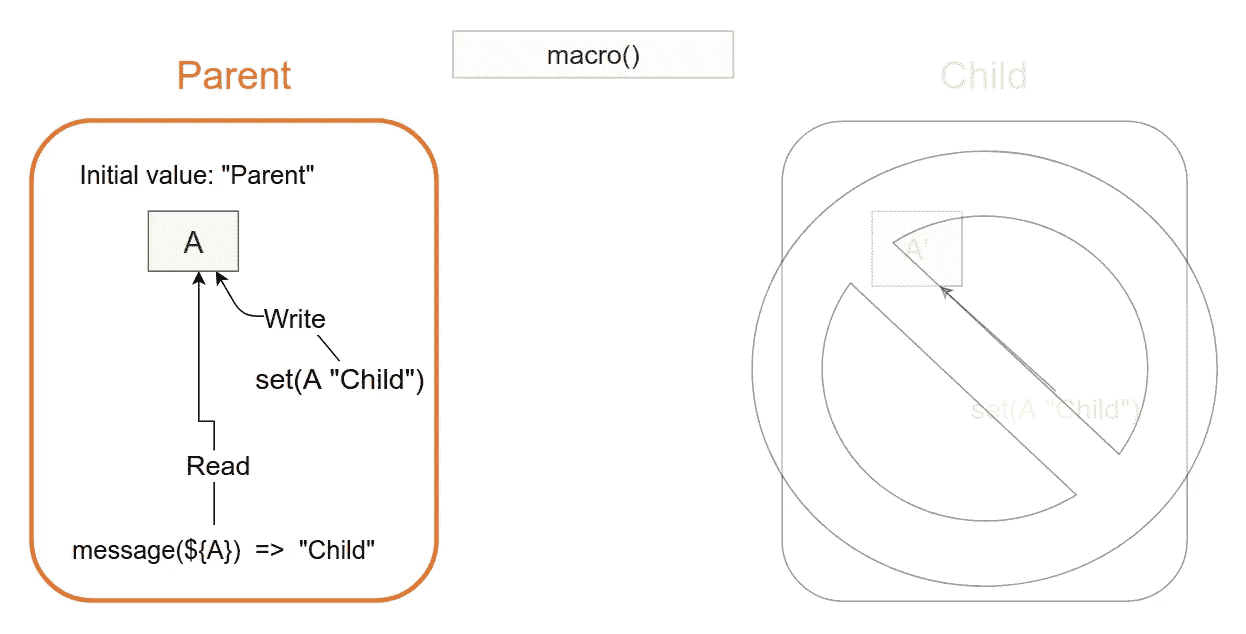 macro()
Parent
Initial value: "Parent"
A
Write
set(A "Child")
Read
message(${A}) => "Child"
Child
A'
set(A "Child")